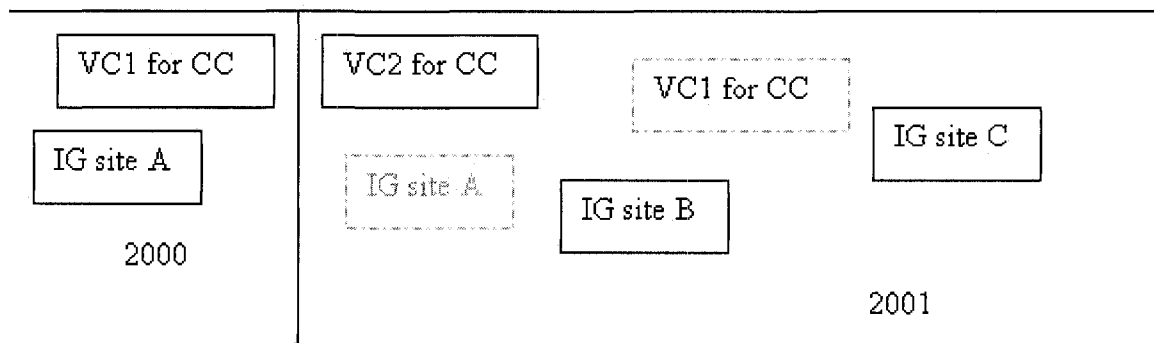 VC1 for CC
IG site A
2000
VC2 for CC
VC1 for CC
IG site C
IG site A
IG site B
2001